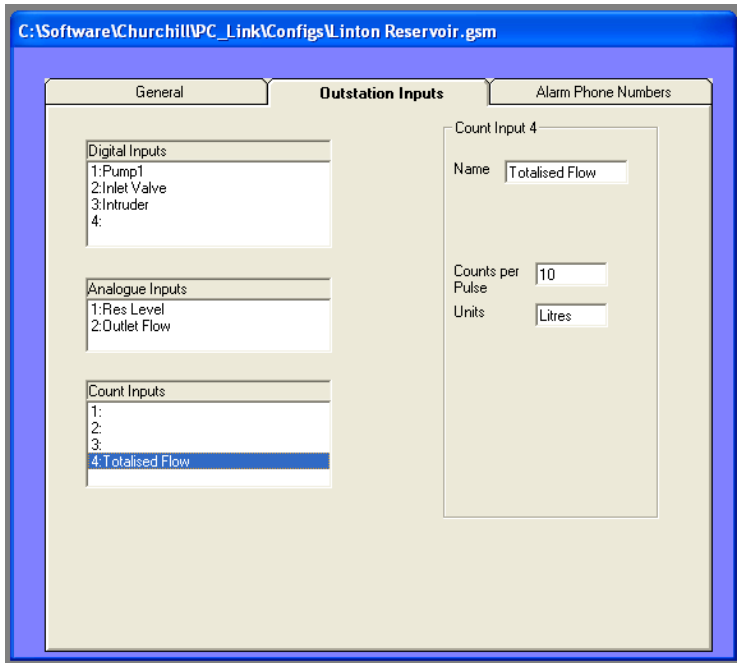 C:\Software\Churchill\PC_Link\Configs\Linton Reservoir.gsm
General
Outstation Inputs
Alarm Phone Numbers
Digital Inputs
1:Pump1
2:Inlet Valve
3:Intruder
4:
Analogue Inputs
1:Res Level
2:Outlet Flow
Count Inputs
1:
2:
3:
4:Totalised Flow
Count Input 4
Name
Totalised Flow
Counts per
Pulse
10
Units
Litres